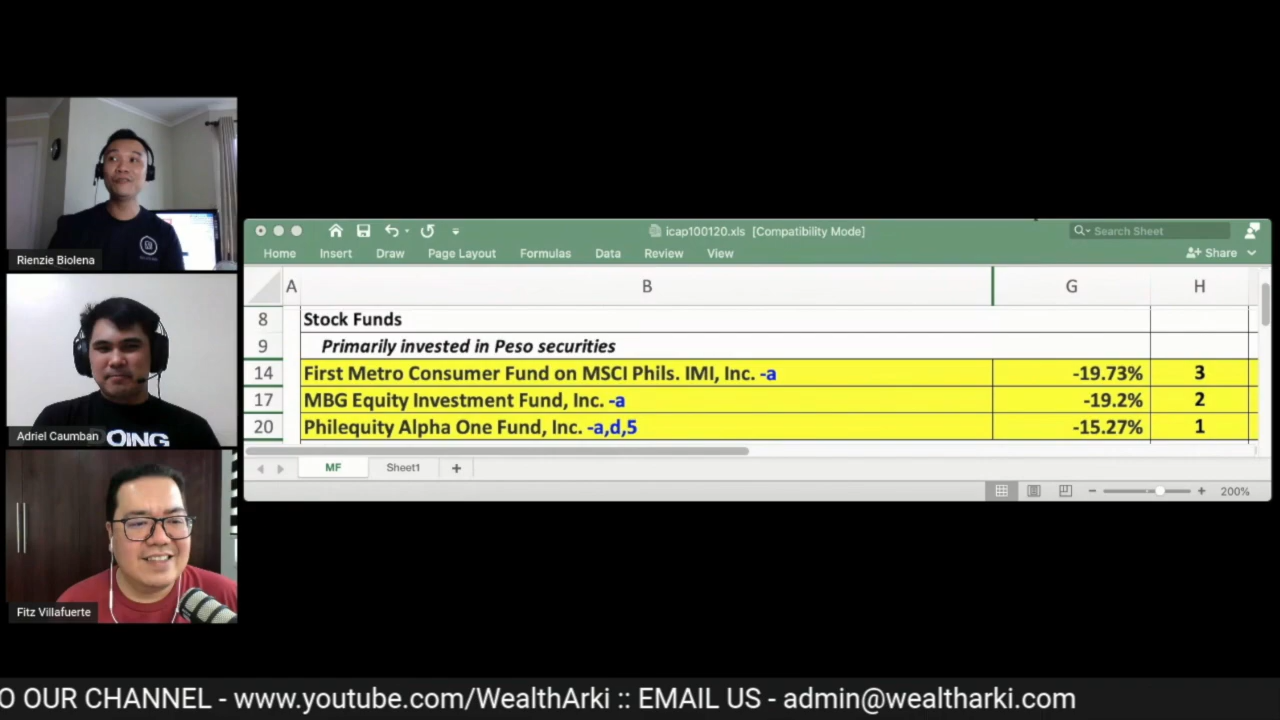 Rienzie Biolena
Adriel Caumban
DOING
Fitz Villafuerte
icap100120.xls [Compatibility Mode]
Search Sheet
Home Insert Draw Page Layout Formulas Data Review View Share
A B G H
8 Stock Funds
9 Primarily invested in Peso securities
14 First Metro Consumer Fund on MSCI Phils. IMI, Inc. -a -19.73% 3
17 MBG Equity Investment Fund, Inc. -a -19.2% 2
20 Philequity Alpha One Fund, Inc. -a,d,5 -15.27% 1
MF Sheet1
200%
O OUR CHANNEL - www.youtube.com/WealthArki :: EMAIL US - admin@wealtharki.com